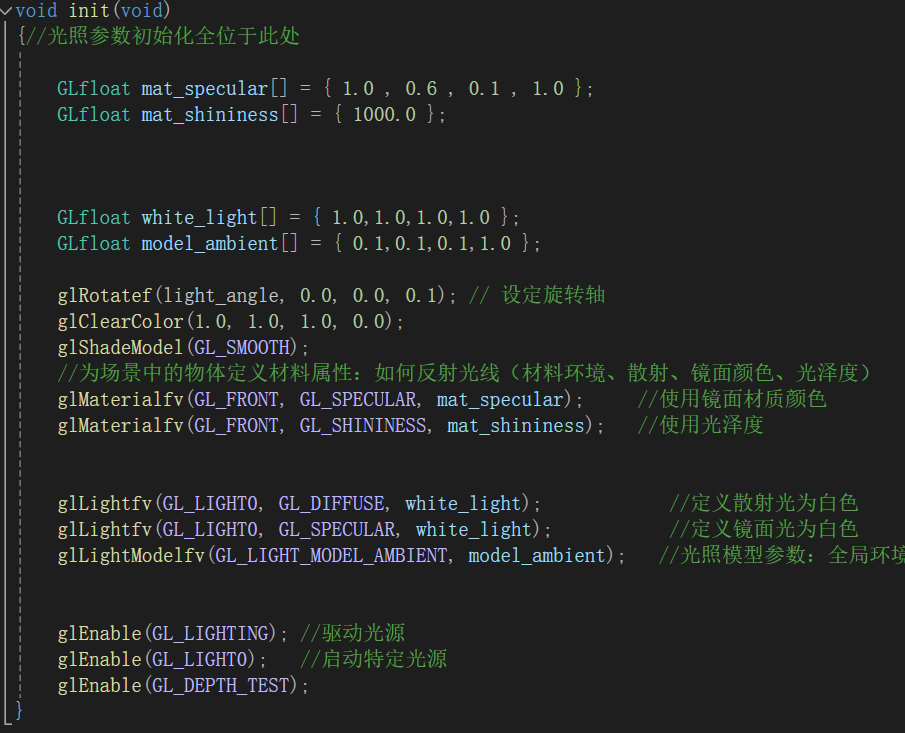 void init(void)
{//光照参数初始化全位于此处
GLfloat mat_specular[] = { 1.0 , 0.6 , 0.1 , 1.0 };
GLfloat mat_shininess[] = { 1000.0 };
GLfloat white_light[] = { 1.0,1.0,1.0,1.0 };
GLfloat model_ambient[] = { 0.1,0.1,0.1,1.0 };
glRotatef(light_angle, 0.0, 0.0, 0.1); // 设定旋转轴
glClearColor(1.0, 1.0, 1.0, 0.0);
glShadeModel(GL_SMOOTH);
//为场景中的物体定义材料属性：如何反射光线（材料环境、散射、镜面颜色、光泽度）
glMaterialfv(GL_FRONT, GL_SPECULAR, mat_specular); //使用镜面材质颜色
glMaterialfv(GL_FRONT, GL_SHININESS, mat_shininess); //使用光泽度
glLightfv(GL_LIGHT0, GL_DIFFUSE, white_light); //定义散射光为白色
glLightfv(GL_LIGHT0, GL_SPECULAR, white_light); //定义镜面光为白色
glLightModelfv(GL_LIGHT_MODEL_AMBIENT, model_ambient); //光照模型参数：全局环境
glEnable(GL_LIGHTING); //驱动光源
glEnable(GL_LIGHT0); //启动特定光源
glEnable(GL_DEPTH_TEST);
}